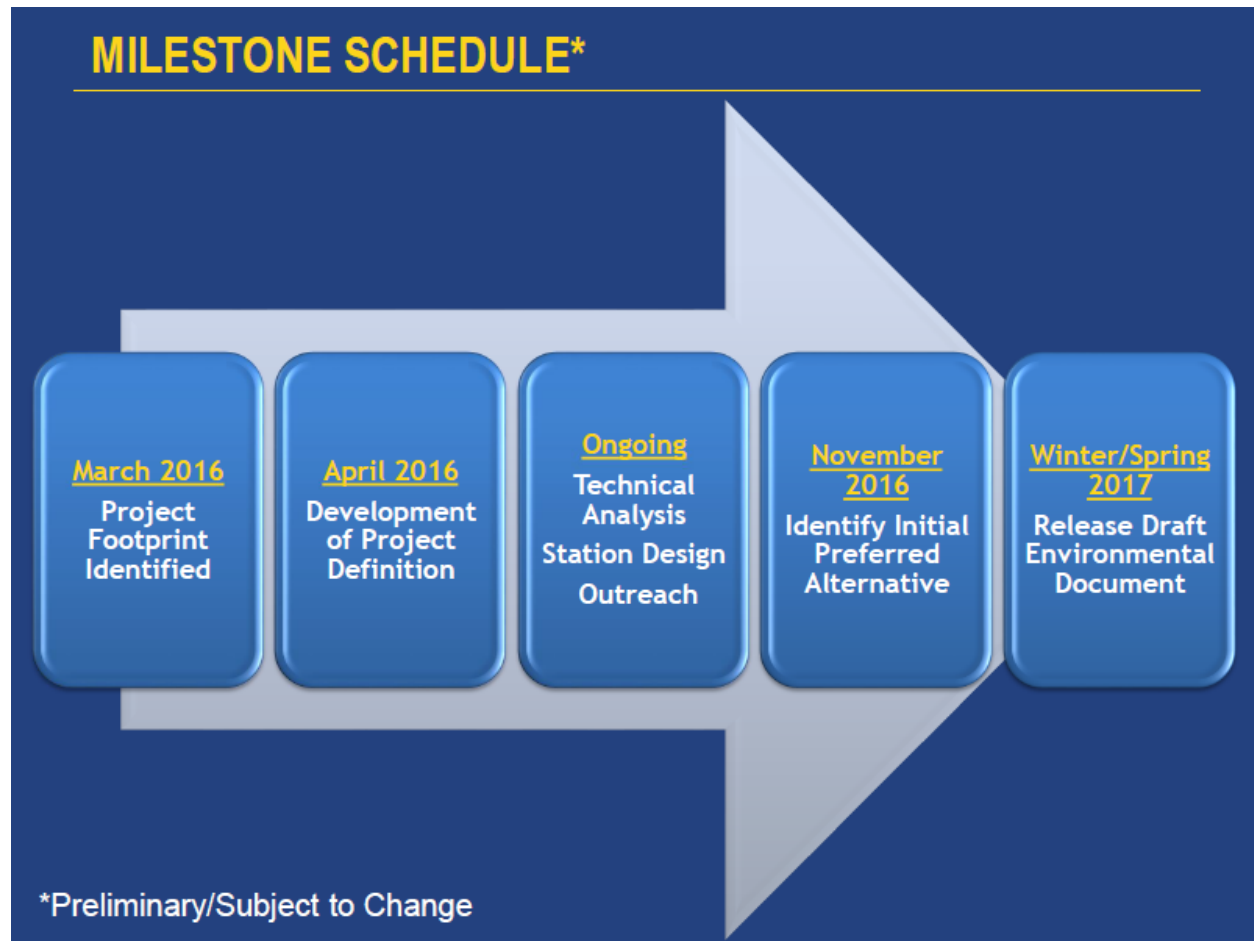 MILESTONE SCHEDULE*
March 2016
Project
Footprint
Identified
April 2016
Development
of Project
Definition
Ongoing
Technical
Analysis
Station Design
Outreach
November
2016
Identify Initial
Preferred
Alternative
Winter/Spring
2017
Release Draft
Environmental
Document
*Preliminary/Subject to Change